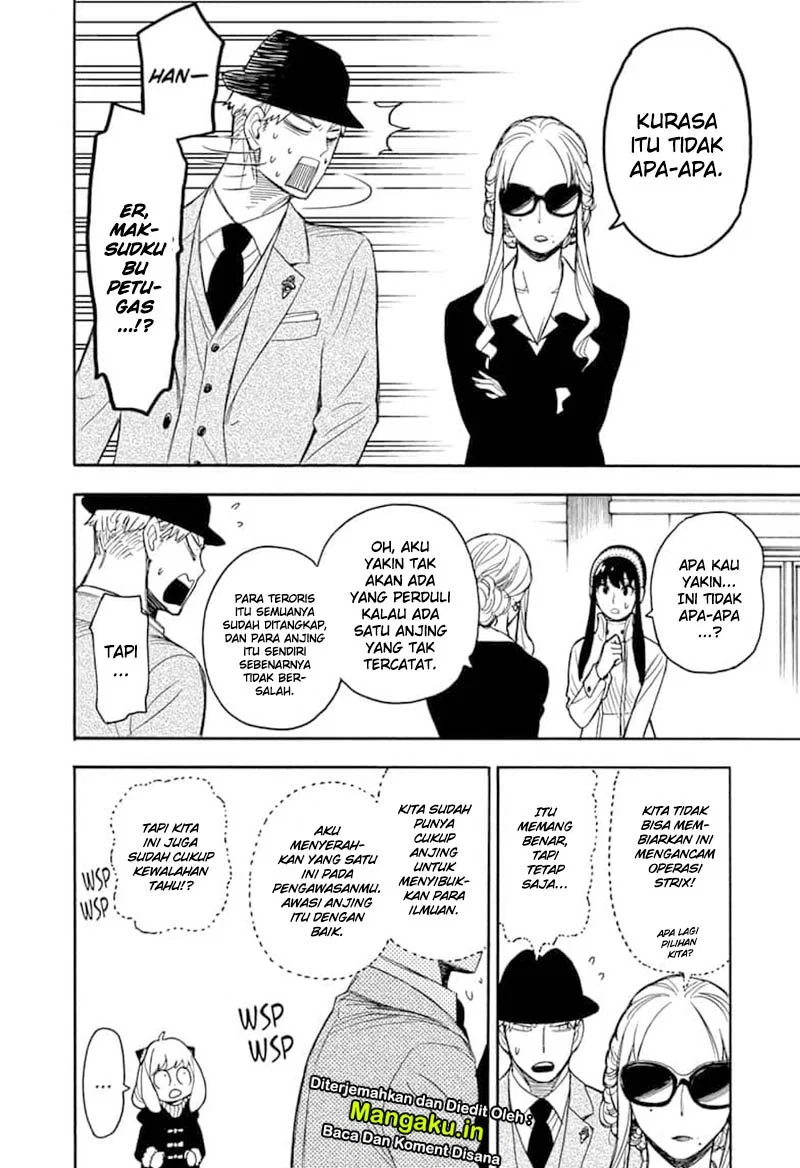 KURASA
ITU TIDAK
APA-APA.
HAN—
ER,
MAK-
SUDKU
BU
PETU-
GAS
...!?
APA KAU
YAKIN...
INI TIDAK
APA-APA
...?
OH, AKU
YAKIN TAK
AKAN ADA
YANG PERDULI
KALAU ADA
SATU ANJING
YANG TAK
TERCATAT.
PARA TERORIS
ITU SEMUANYA
SUDAH DITANGKAP,
DAN PARA ANJING
ITU SENDIRI
SEBENARNYA
TIDAK BER-
SALAH.
TAPI
...
KITA TIDAK
BISA MEM-
BIARKAN INI
MENGANCAM
OPERASI
STRIX!
APA LAGI
PILIHAN
KITA?
ITU
MEMANG
BENAR,
TAPI
TETAP
SAJA...
KITA SUDAH
PUNYA
CUKUP
ANJING
UNTUK
MENYIBUK-
KAN PARA
ILMUAN.
AKU
MENYERAH-
KAN YANG SATU
INI PADA
PENGAWASANMU.
AWASI ANJING
ITU DENGAN
BAIK.
TAPI KITA
INI JUGA
SUDAH CUKUP
KEWALAHAN
TAHU!?
WSP
WSP
WSP
WSP
...
Diterjemahkan dan Diedit Oleh :
Mangaku.in
Baca Dan Koment Disana